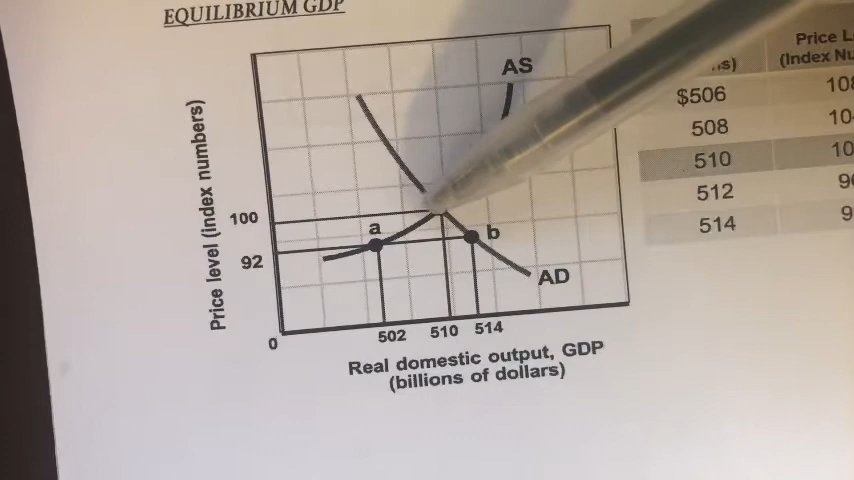 EQUILIBRIUM GDP
AS
Price level (index numbers)
100
92
a
b
AD
0
502
510
514
Real domestic output, GDP
(billions of dollars)
Price
(Index
$506
508
510
512
514